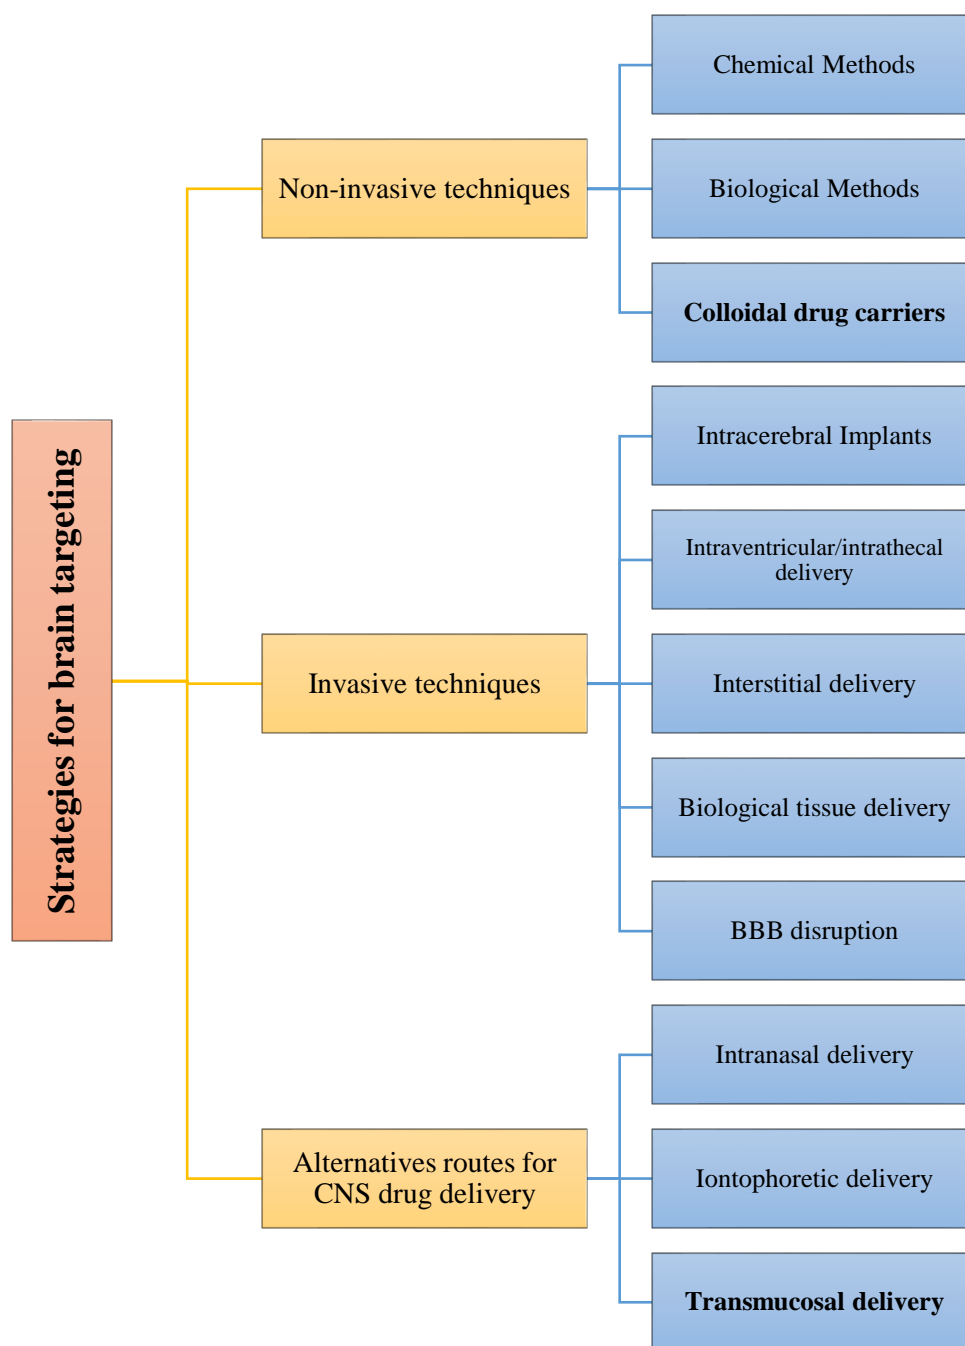 Strategies for brain targeting
Non-invasive techniques
Chemical Methods
Biological Methods
Colloidal drug carriers
Invasive techniques
Intracerebral Implants
Intraventricular/intrathecal
delivery
Interstitial delivery
Biological tissue delivery
BBB disruption
Alternatives routes for
CNS drug delivery
Intranasal delivery
Iontophoretic delivery
Transmucosal delivery